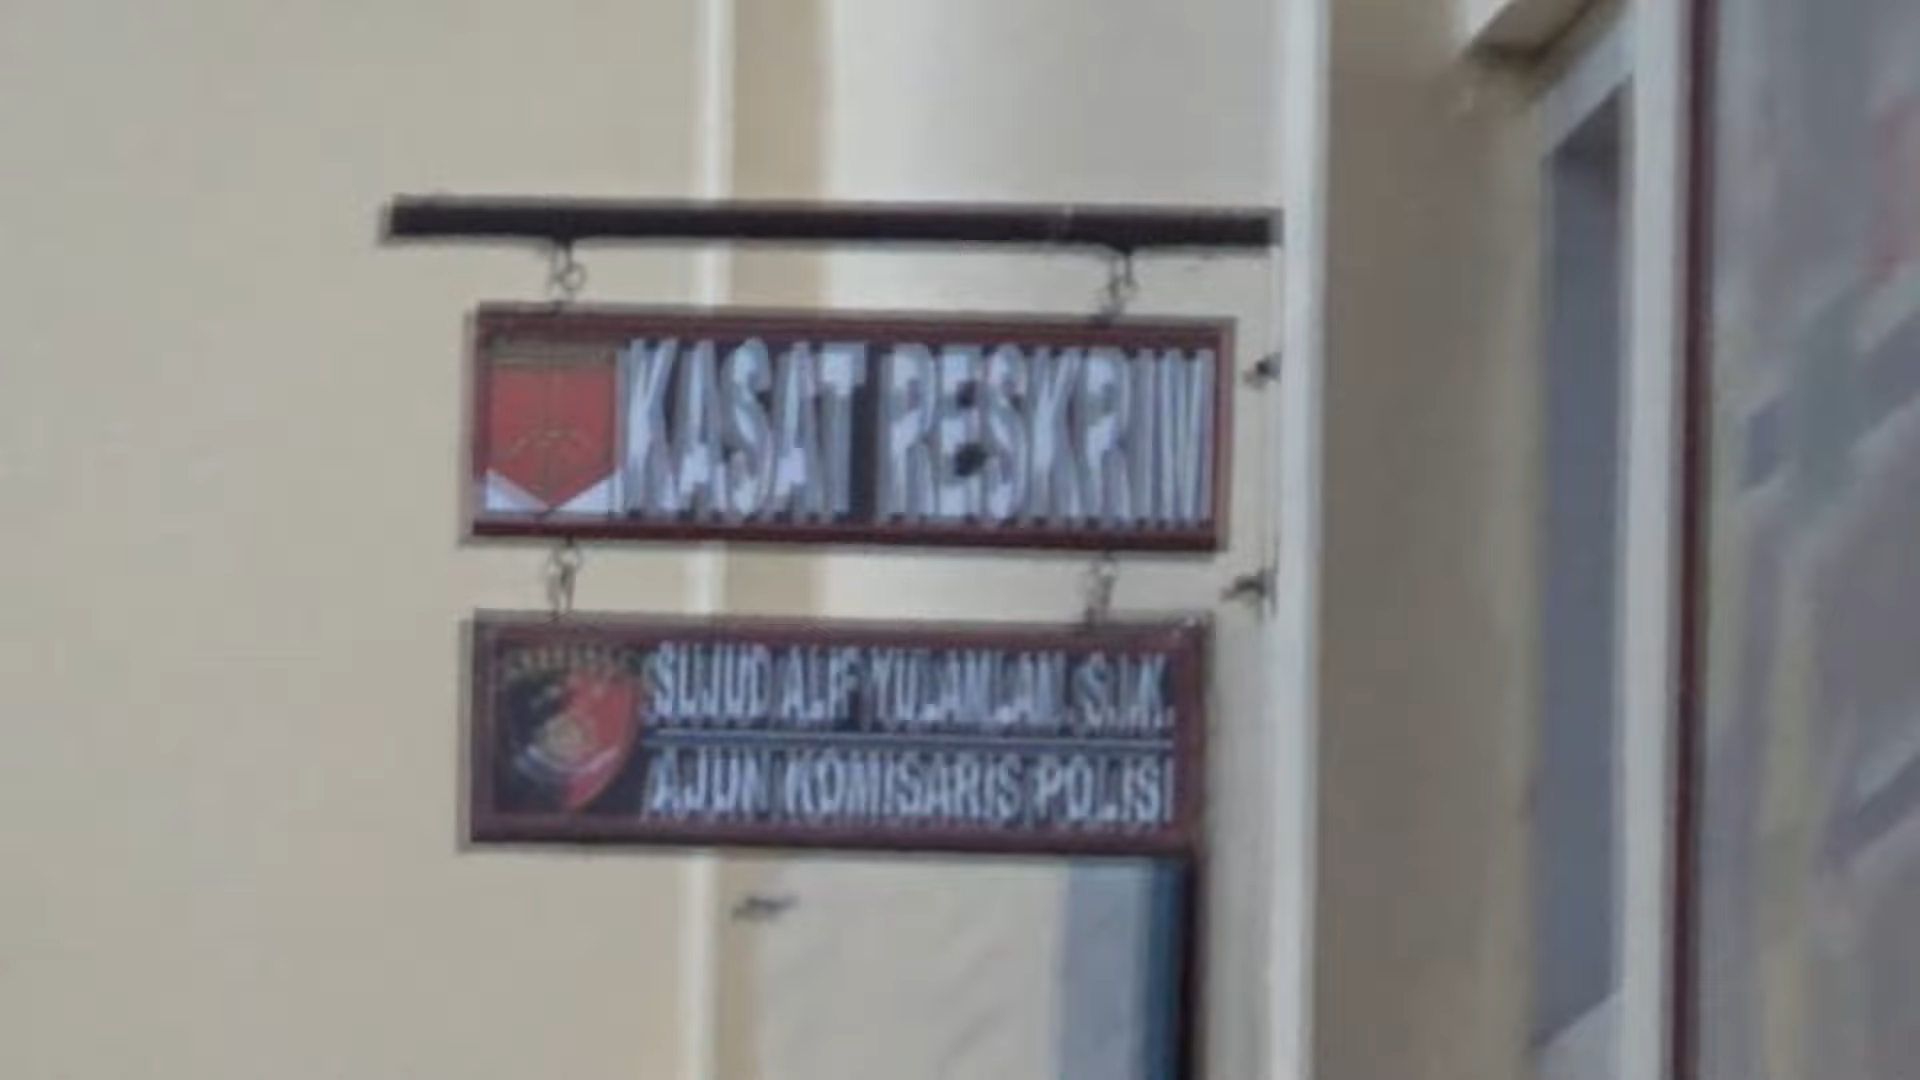 KASAT RESKRIM
SUJUD ALIF YULAMLAM, S.I.K.
AJUN KOMISARIS POLISI